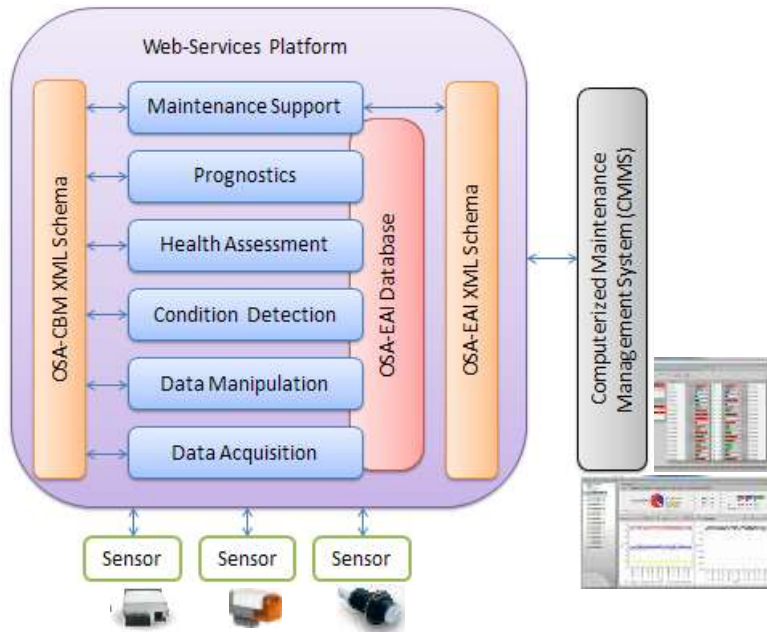 Web-Services Platform
OSA-CBM XML Schema
Maintenance Support
Prognostics
Health Assessment
Condition Detection
Data Manipulation
Data Acquisition
OSA-EAI Database
OSA-EAI XML Schema
Computerized Maintenance
Management System (CMMS)
Sensor
Sensor
Sensor